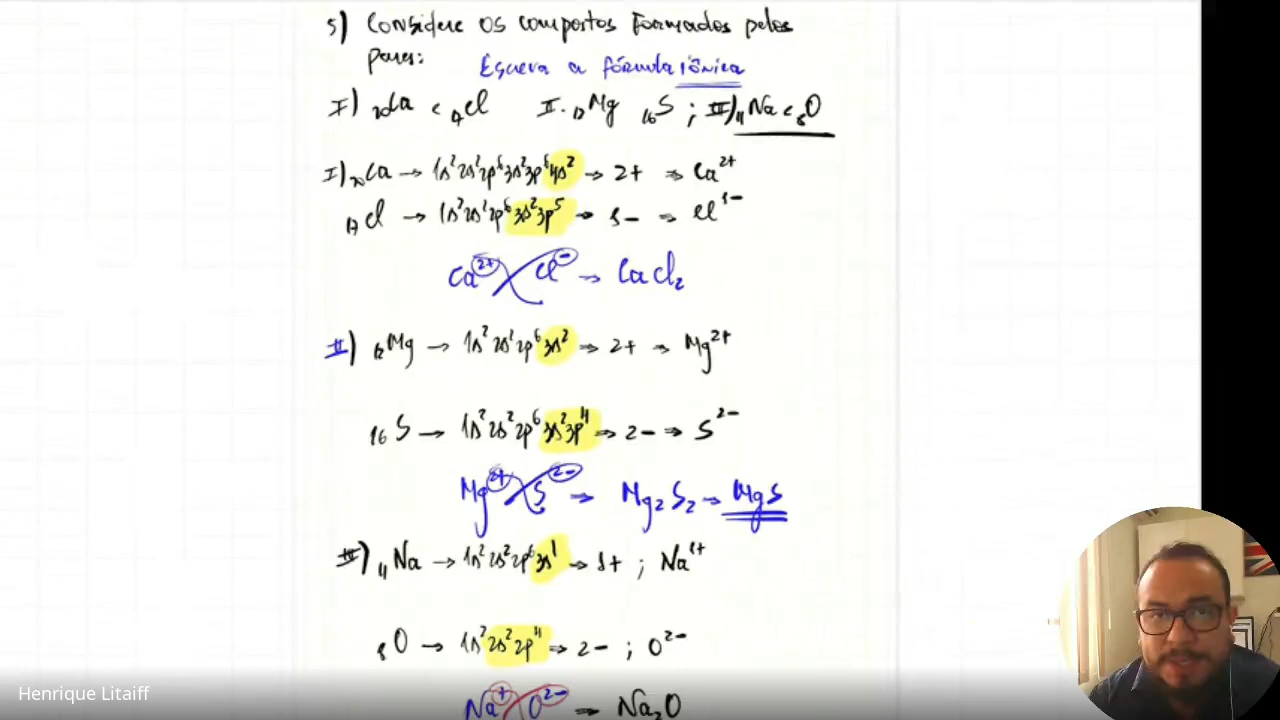 5) Considere os compostos formados pelos
pares: Escreva a fórmula iônica
I) ₂₀Ca e ₁₇Cl II. ₁₂Mg ₁₆S ; III) ₁₁Na e ₈O
I) ₂₀Ca → 1s² 2s² 2p⁶ 3s² 3p⁶ 4s² → 2+ ⇒ Ca²⁺
₁₇Cl → 1s² 2s² 2p⁶ 3s² 3p⁵ → 1- ⇒ Cl¹⁻
Ca²⁺ Cl⁻ → CaCl₂
II) ₁₂Mg → 1s² 2s² 2p⁶ 3s² ⇒ 2+ ⇒ Mg²⁺
₁₆S → 1s² 2s² 2p⁶ 3s² 3p⁴ ⇒ 2- ⇒ S²⁻
Mg²⁺ S²⁻ → Mg₂S₂ → MgS
III) ₁₁Na → 1s² 2s² 2p⁶ 3s¹ → 1+ ; Na¹⁺
₈O → 1s² 2s² 2p⁴ ⇒ 2- ; O²⁻
Na⁺ O²⁻ → Na₂O
Henrique Litaiff